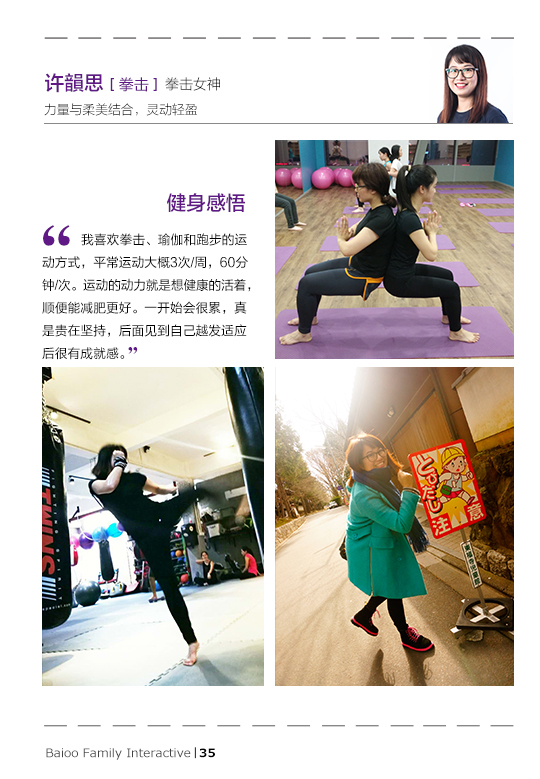 许韻思 [ 拳击 ] 拳击女神
力量与柔美结合，灵动轻盈
健身感悟
“ 我喜欢拳击、瑜伽和跑步的运
动方式，平常运动大概3次/周，60分
钟/次。运动的动力就是想健康的活着，
顺便能减肥更好。一开始会很累，真
是贵在坚持，后面见到自己越发适应
后很有成就感。”
TWINS
とびだし
注意
Baioo Family Interactive | 35